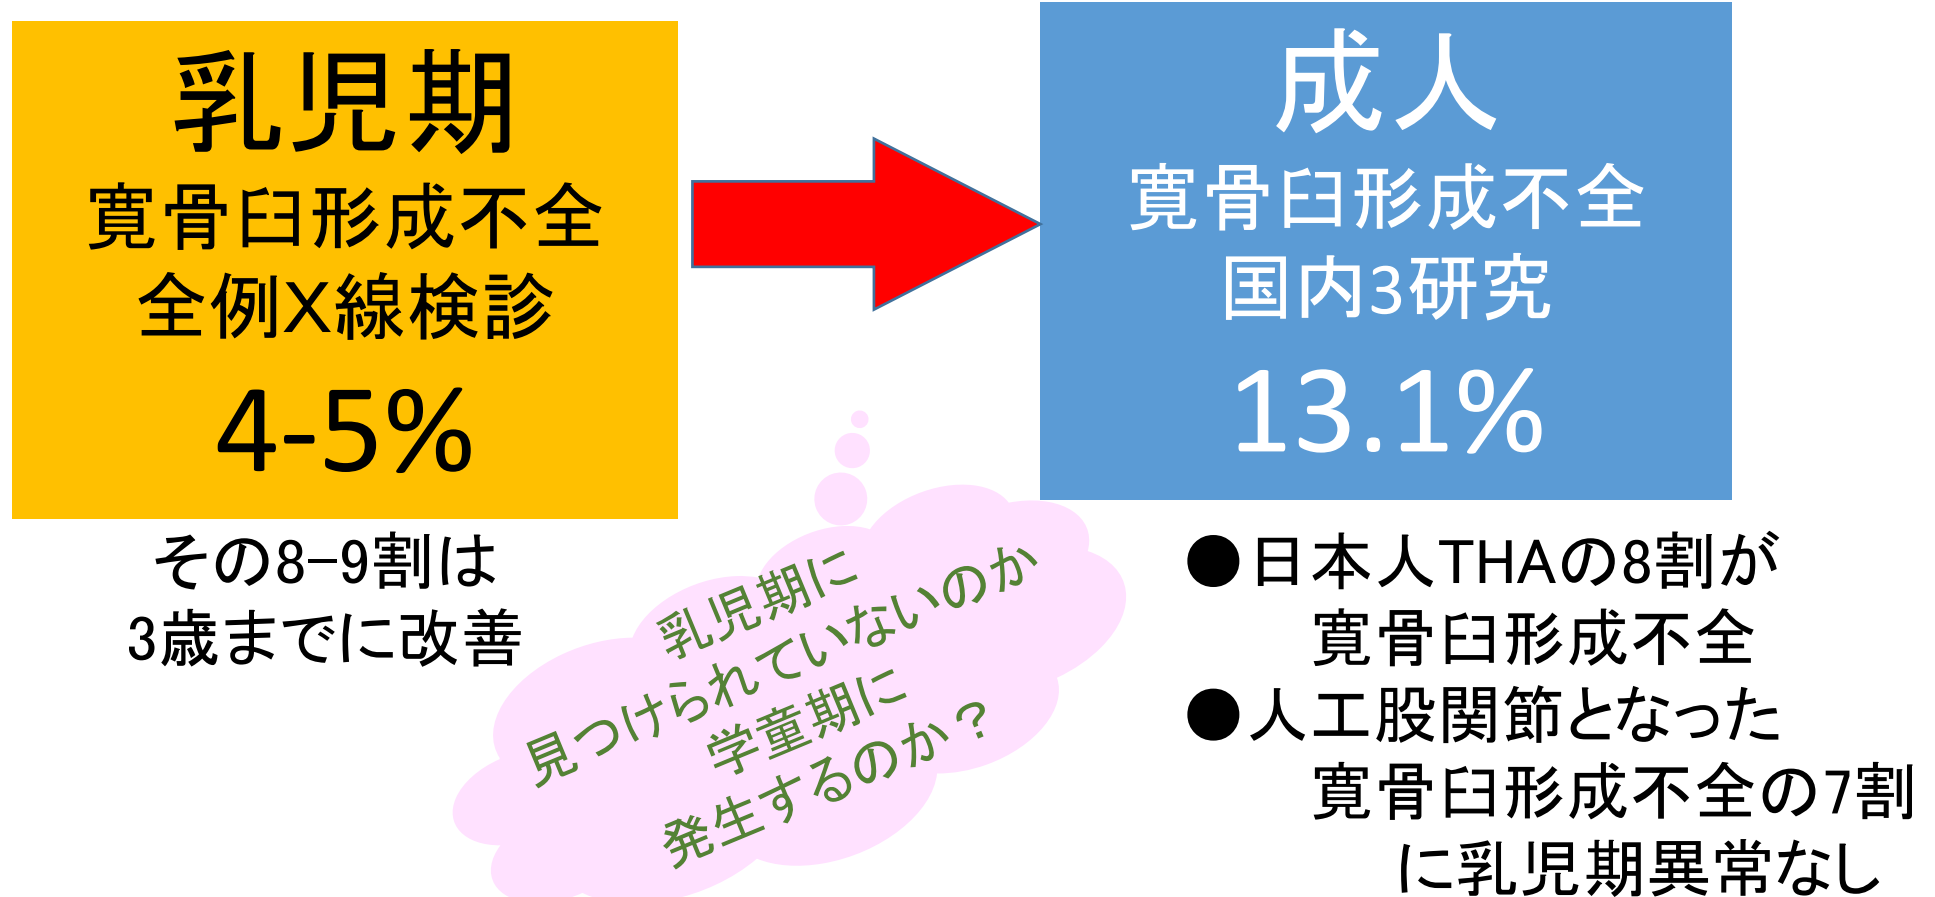 乳児期
寛骨臼形成不全
全例X線検診
4-5%
その8-9割は
3歳までに改善
成人
寛骨臼形成不全
国内3研究
13.1%
乳児期に
見つけられていないのか
学童期に
発生するのか？
●日本人THAの8割が
寛骨臼形成不全
●人工股関節となった
寛骨臼形成不全の7割
に乳児期異常なし